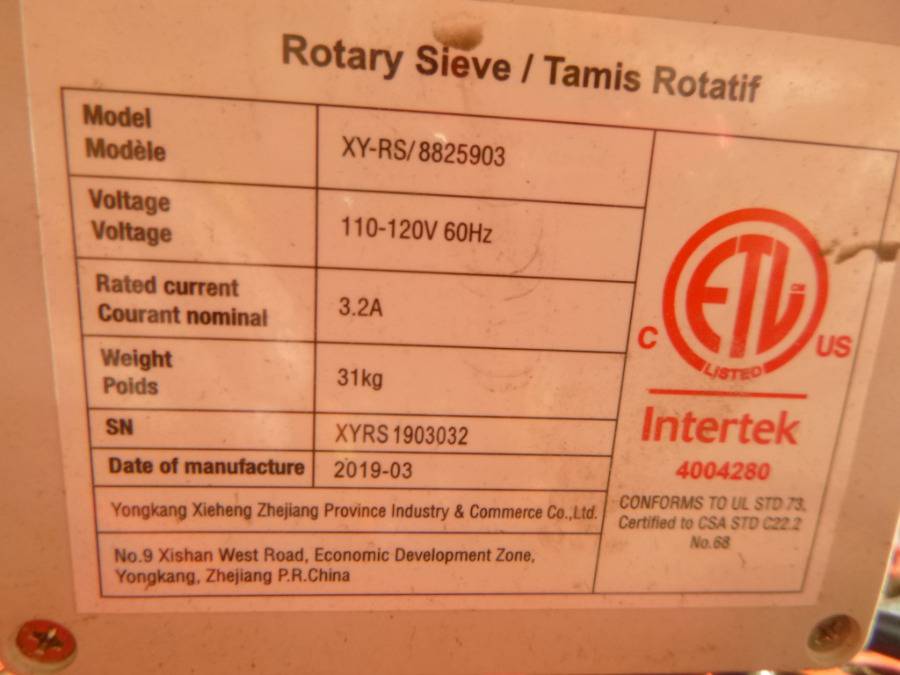 Rotary Sieve / Tamis Rotatif
Model
Modèle
XY-RS/8825903
Voltage
Voltage
110-120V 60Hz
Rated current
Courant nominal
3.2A
Weight
Poids
31kg
SN
XYRS1903032
Date of manufacture
2019-03
Yongkang Xieheng Zhejiang Province Industry & Commerce Co.,Ltd.
No.9 Xishan West Road, Economic Development Zone,
Yongkang, Zhejiang P.R.China
ETL CM
C US
LISTED
Intertek
4004280
CONFORMS TO UL STD 73,
Certified to CSA STD C22.2
No.68